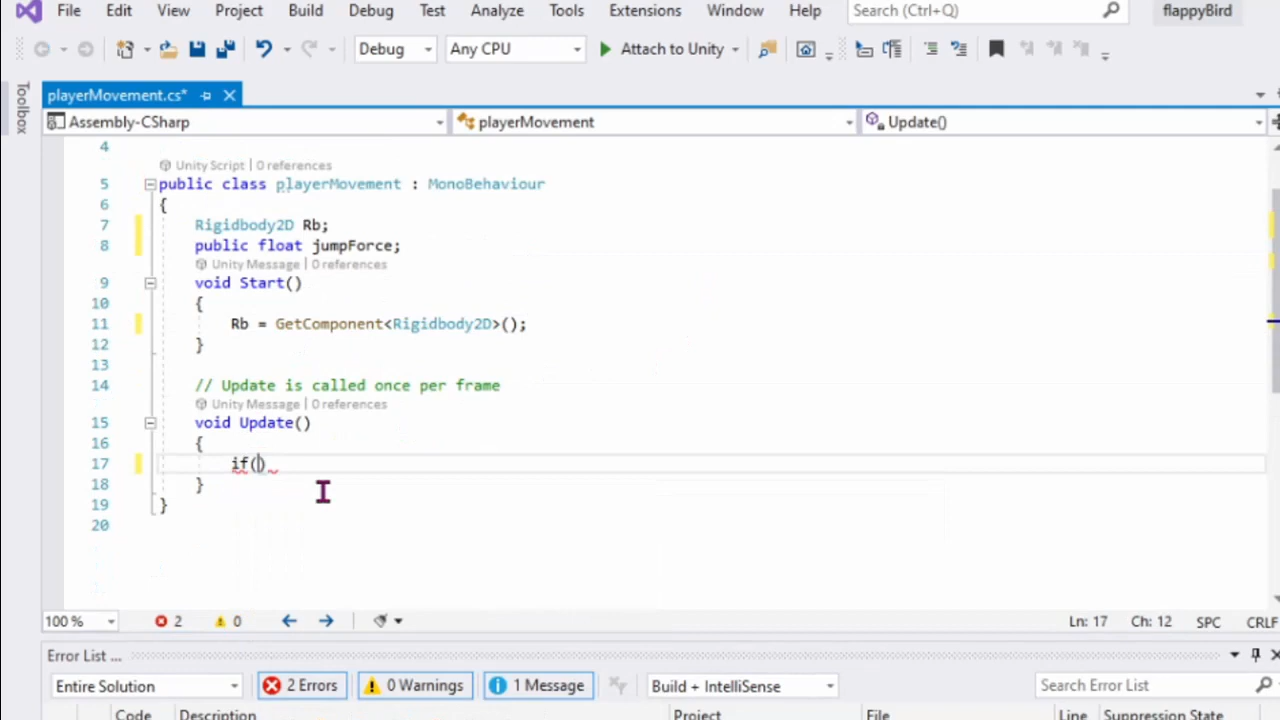 File Edit View Project Build Debug Test Analyze Tools Extensions Window Help Search (Ctrl+Q) flappyBird
Debug Any CPU Attach to Unity
Toolbox
playerMovement.cs*
Assembly-CSharp playerMovement Update()
4
Unity Script | 0 references
5 public class playerMovement : MonoBehaviour
6 {
7 Rigidbody2D Rb;
8 public float jumpForce;
Unity Message | 0 references
9 void Start()
10 {
11 Rb = GetComponent<Rigidbody2D>();
12 }
13
14 // Update is called once per frame
Unity Message | 0 references
15 void Update()
16 {
17 if()
18 }
19 }
20
100 % 2 0 Ln: 17 Ch: 12 SPC CRLF
Error List ...
Entire Solution 2 Errors 0 Warnings 1 Message Build + IntelliSense Search Error List
Code Description Project File Line Suppression State